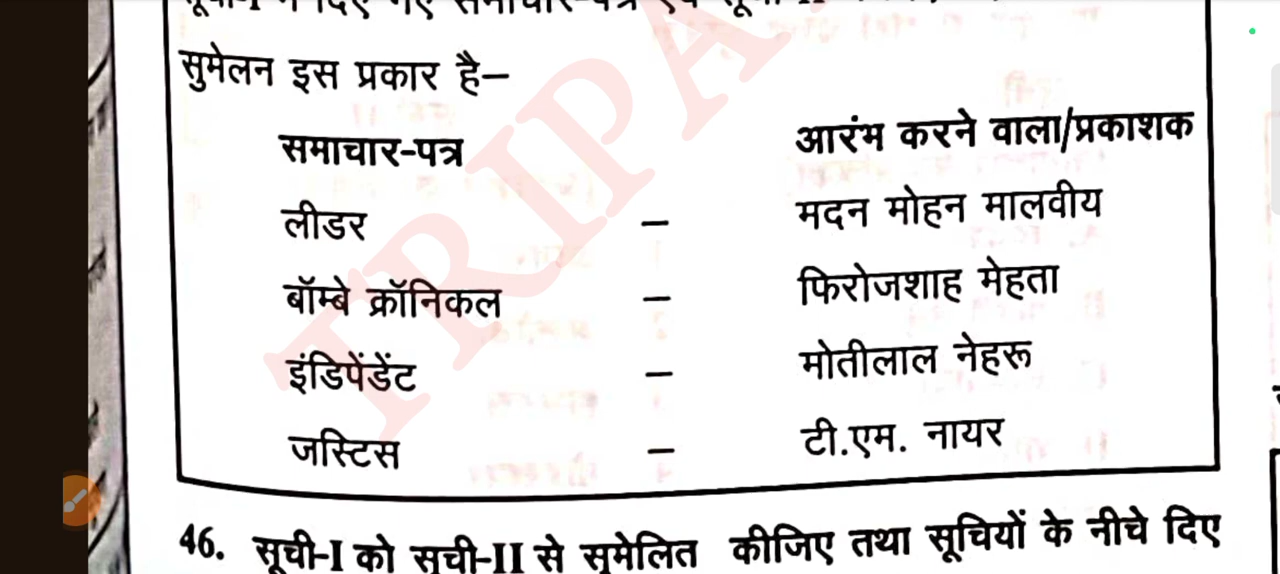 सुमेलन इस प्रकार है–
समाचार-पत्र आरंभ करने वाला/प्रकाशक
लीडर – मदन मोहन मालवीय
बॉम्बे क्रॉनिकल – फिरोजशाह मेहता
इंडिपेंडेंट – मोतीलाल नेहरू
जस्टिस – टी.एम. नायर
46. सूची-I को सूची-II से सुमेलित कीजिए तथा सूचियों के नीचे दिए
TRIPA